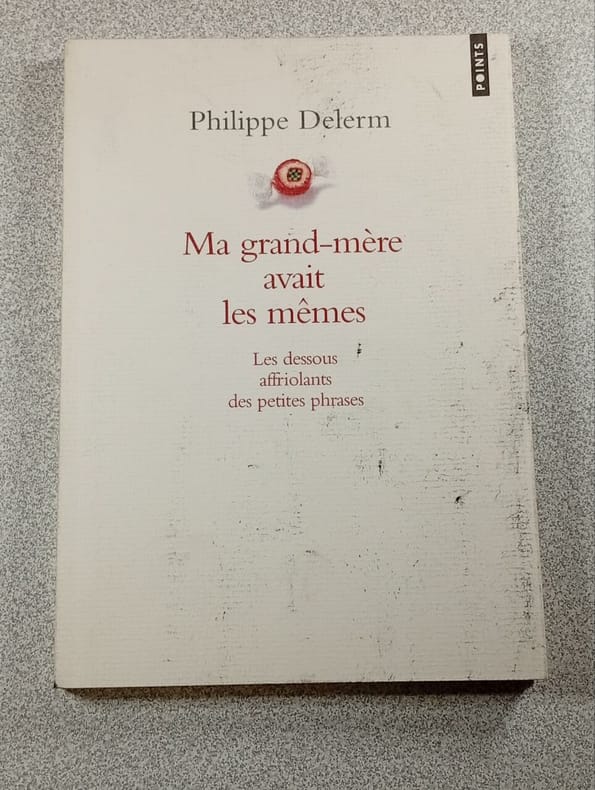 POINTS
Philippe Delerm
Ma grand-mère
avait
les mêmes
Les dessous
affriolants
des petites phrases